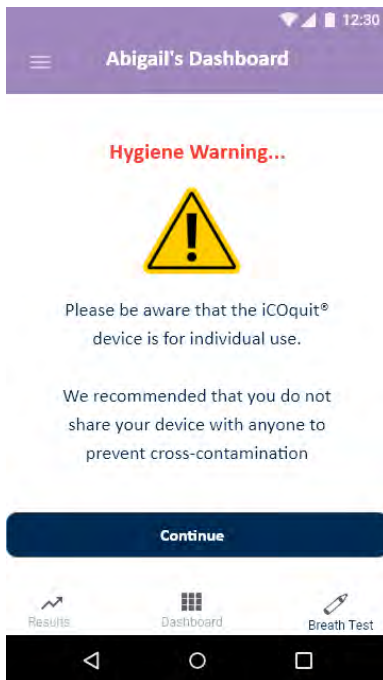 12:30
Abigail's Dashboard
Hygiene Warning...
Please be aware that the iCOquit®
device is for individual use.
We recommended that you do not
share your device with anyone to
prevent cross-contamination
Continue
Results
Dashboard
Breath Test